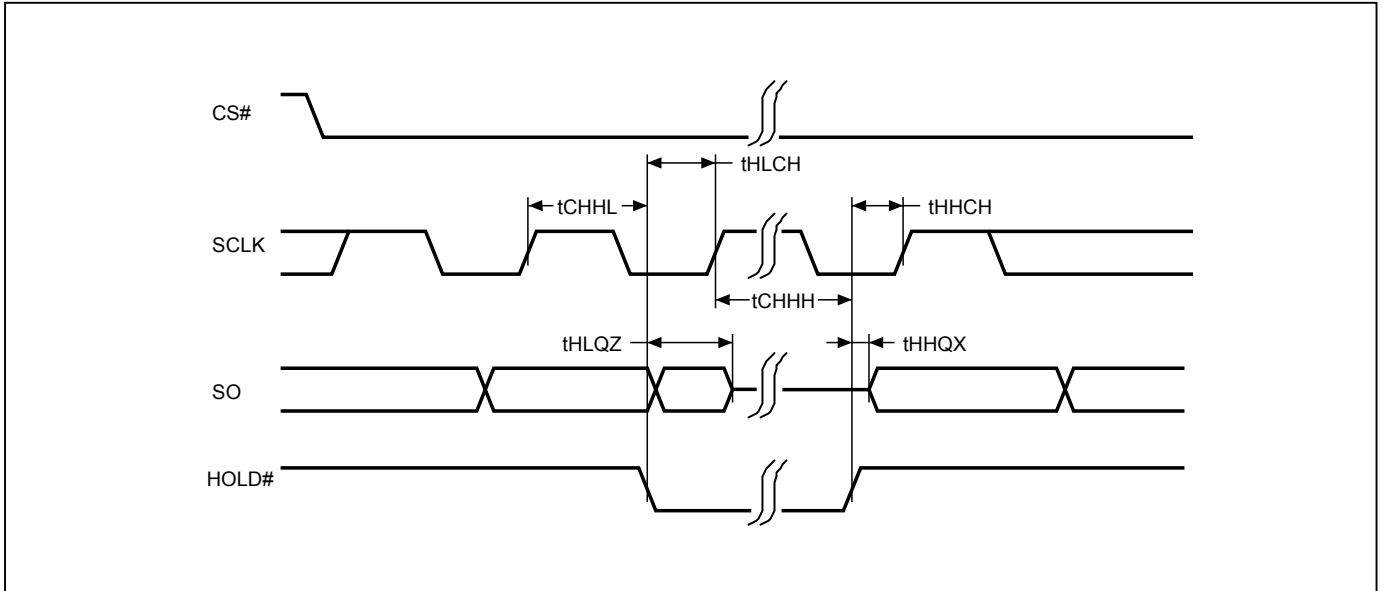 CS#
tHLCH
tCHHL
tHHCH
SCLK
tCHHH
tHLQZ
tHHQX
SO
HOLD#